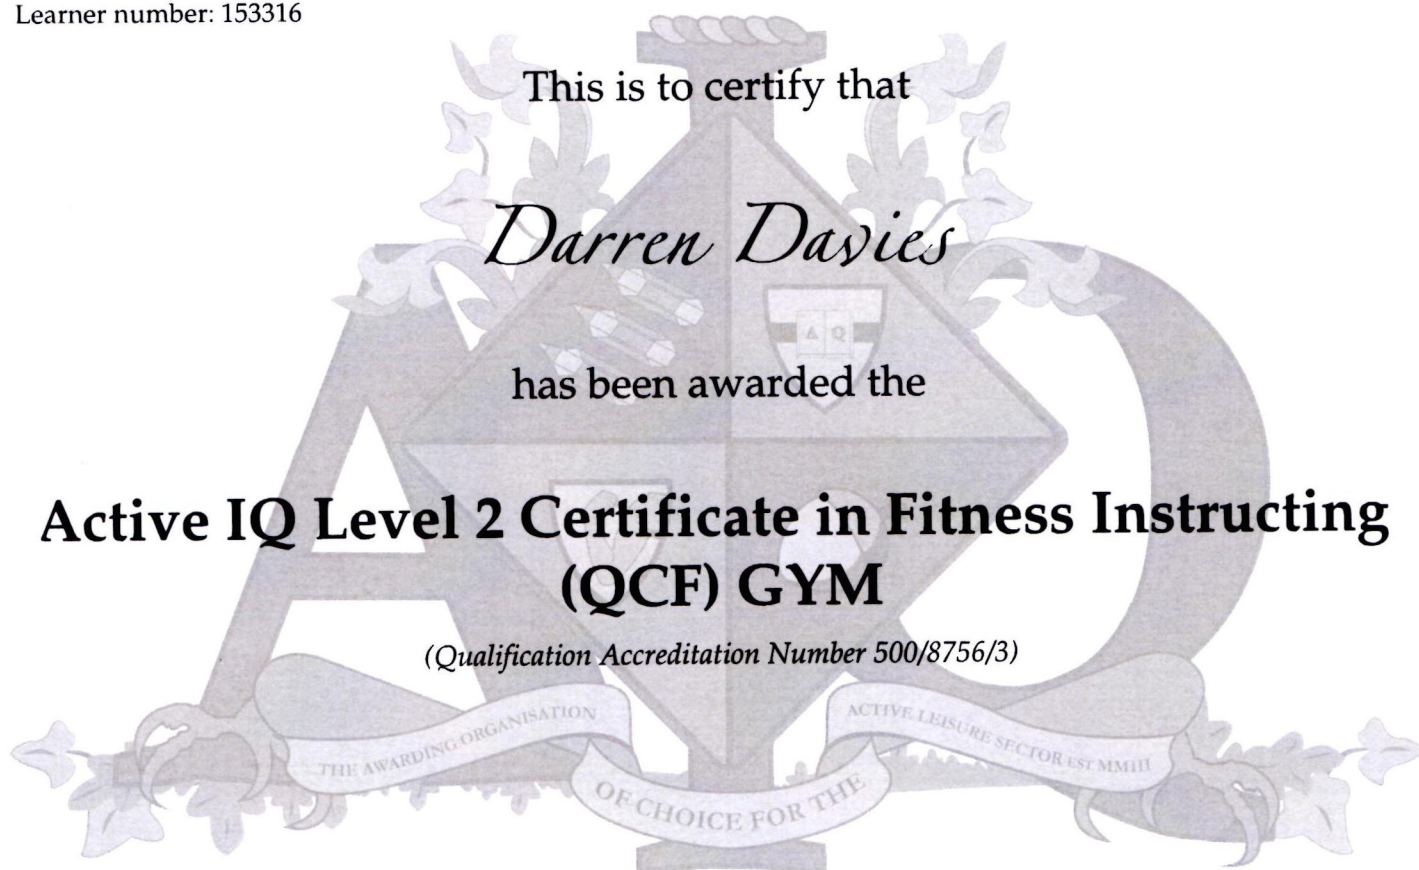 Learner number: 153316
This is to certify that
Darren Davies
has been awarded the
A Q
Active IQ Level 2 Certificate in Fitness Instructing
(QCF) GYM
(Qualification Accreditation Number 500/8756/3)
THE AWARDING ORGANISATION
OF CHOICE FOR THE
ACTIVE LEISURE SECTOR EST MMIII